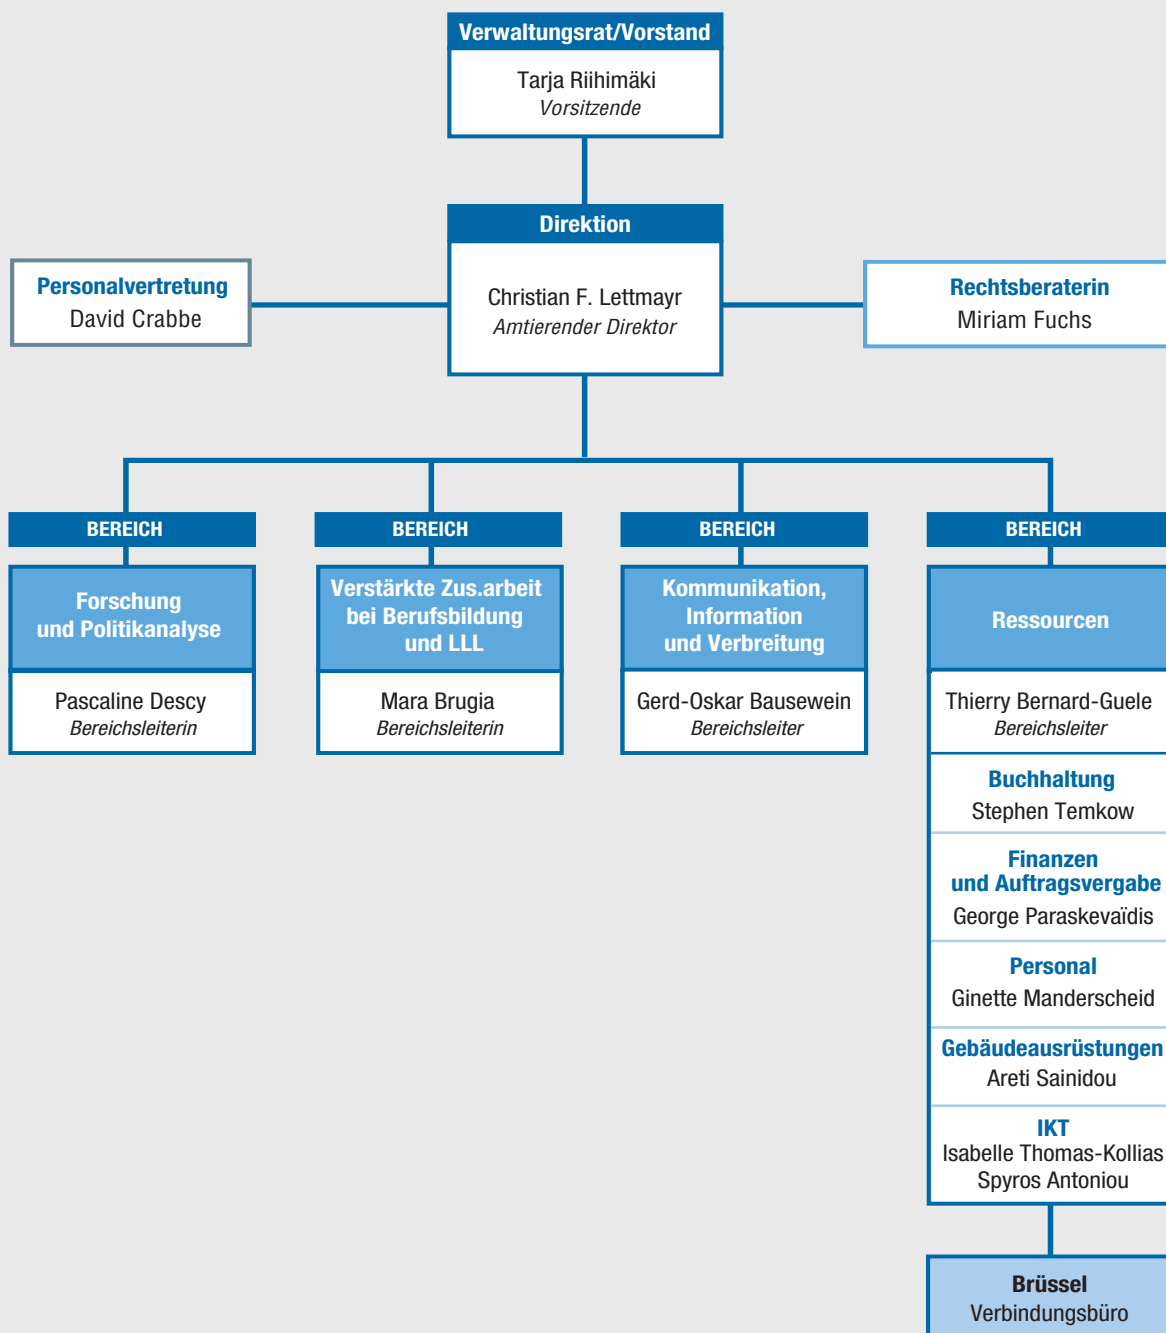 Verwaltungsrat/Vorstand
Tarja Riihimäki
Vorsitzende
Direktion
Christian F. Lettmayr
Amtierender Direktor
Personalvertretung
David Crabbe
Rechtsberaterin
Miriam Fuchs
BEREICH
Forschung
und Politikanalyse
Pascaline Descy
Bereichsleiterin
BEREICH
Verstärkte Zus.arbeit
bei Berufsbildung
und LLL
Mara Brugia
Bereichsleiterin
BEREICH
Kommunikation,
Information
und Verbreitung
Gerd-Oskar Bausewein
Bereichsleiter
BEREICH
Ressourcen
Thierry Bernard-Guele
Bereichsleiter
Buchhaltung
Stephen Temkow
Finanzen
und Auftragsvergabe
George Paraskevaïdis
Personal
Ginette Manderscheid
Gebäudeausrüstungen
Areti Sainidou
IKT
Isabelle Thomas-Kollias
Spyros Antoniou
Brüssel
Verbindungsbüro